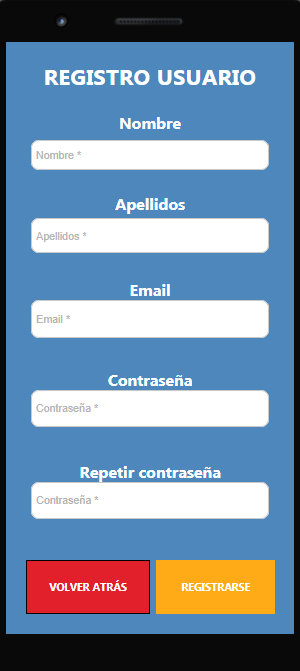 REGISTRO USUARIO
Nombre
Nombre *
Apellidos
Apellidos *
Email
Email *
Contraseña
Contraseña *
Repetir contraseña
Contraseña *
VOLVER ATRÁS REGISTRARSE